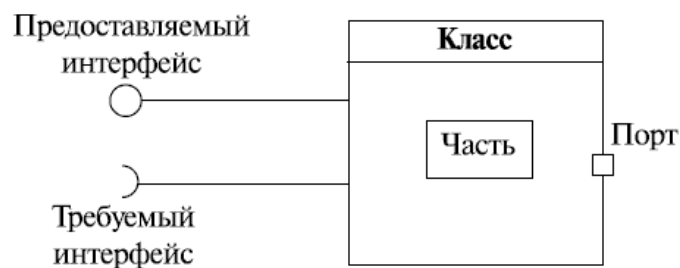 Предоставляемый
интерфейс
Класс
Часть
Порт
Требуемый
интерфейс